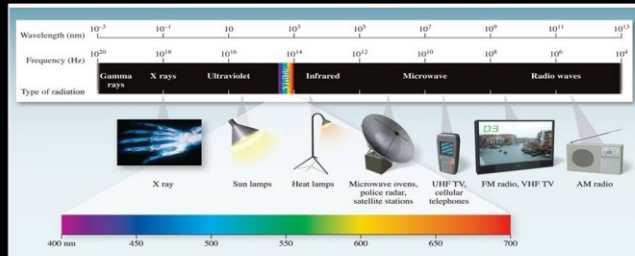 10⁻³ 10⁻¹ 10 10³ 10⁵ 10⁷ 10⁹ 10¹¹ 10¹³
Wavelength (nm)
10²⁰ 10¹⁸ 10¹⁶ 10¹⁴ 10¹² 10¹⁰ 10⁸ 10⁶ 10⁴
Frequency (Hz)
Gamma rays
X rays
Ultraviolet
Visible
Infrared
Microwave
Radio waves
Type of radiation
X ray
Sun lamps
Heat lamps
Microwave ovens,
police radar,
satellite stations
UHF TV,
cellular
telephones
03
FM radio, VHF TV
AM radio
400 nm 450 500 550 600 650 700